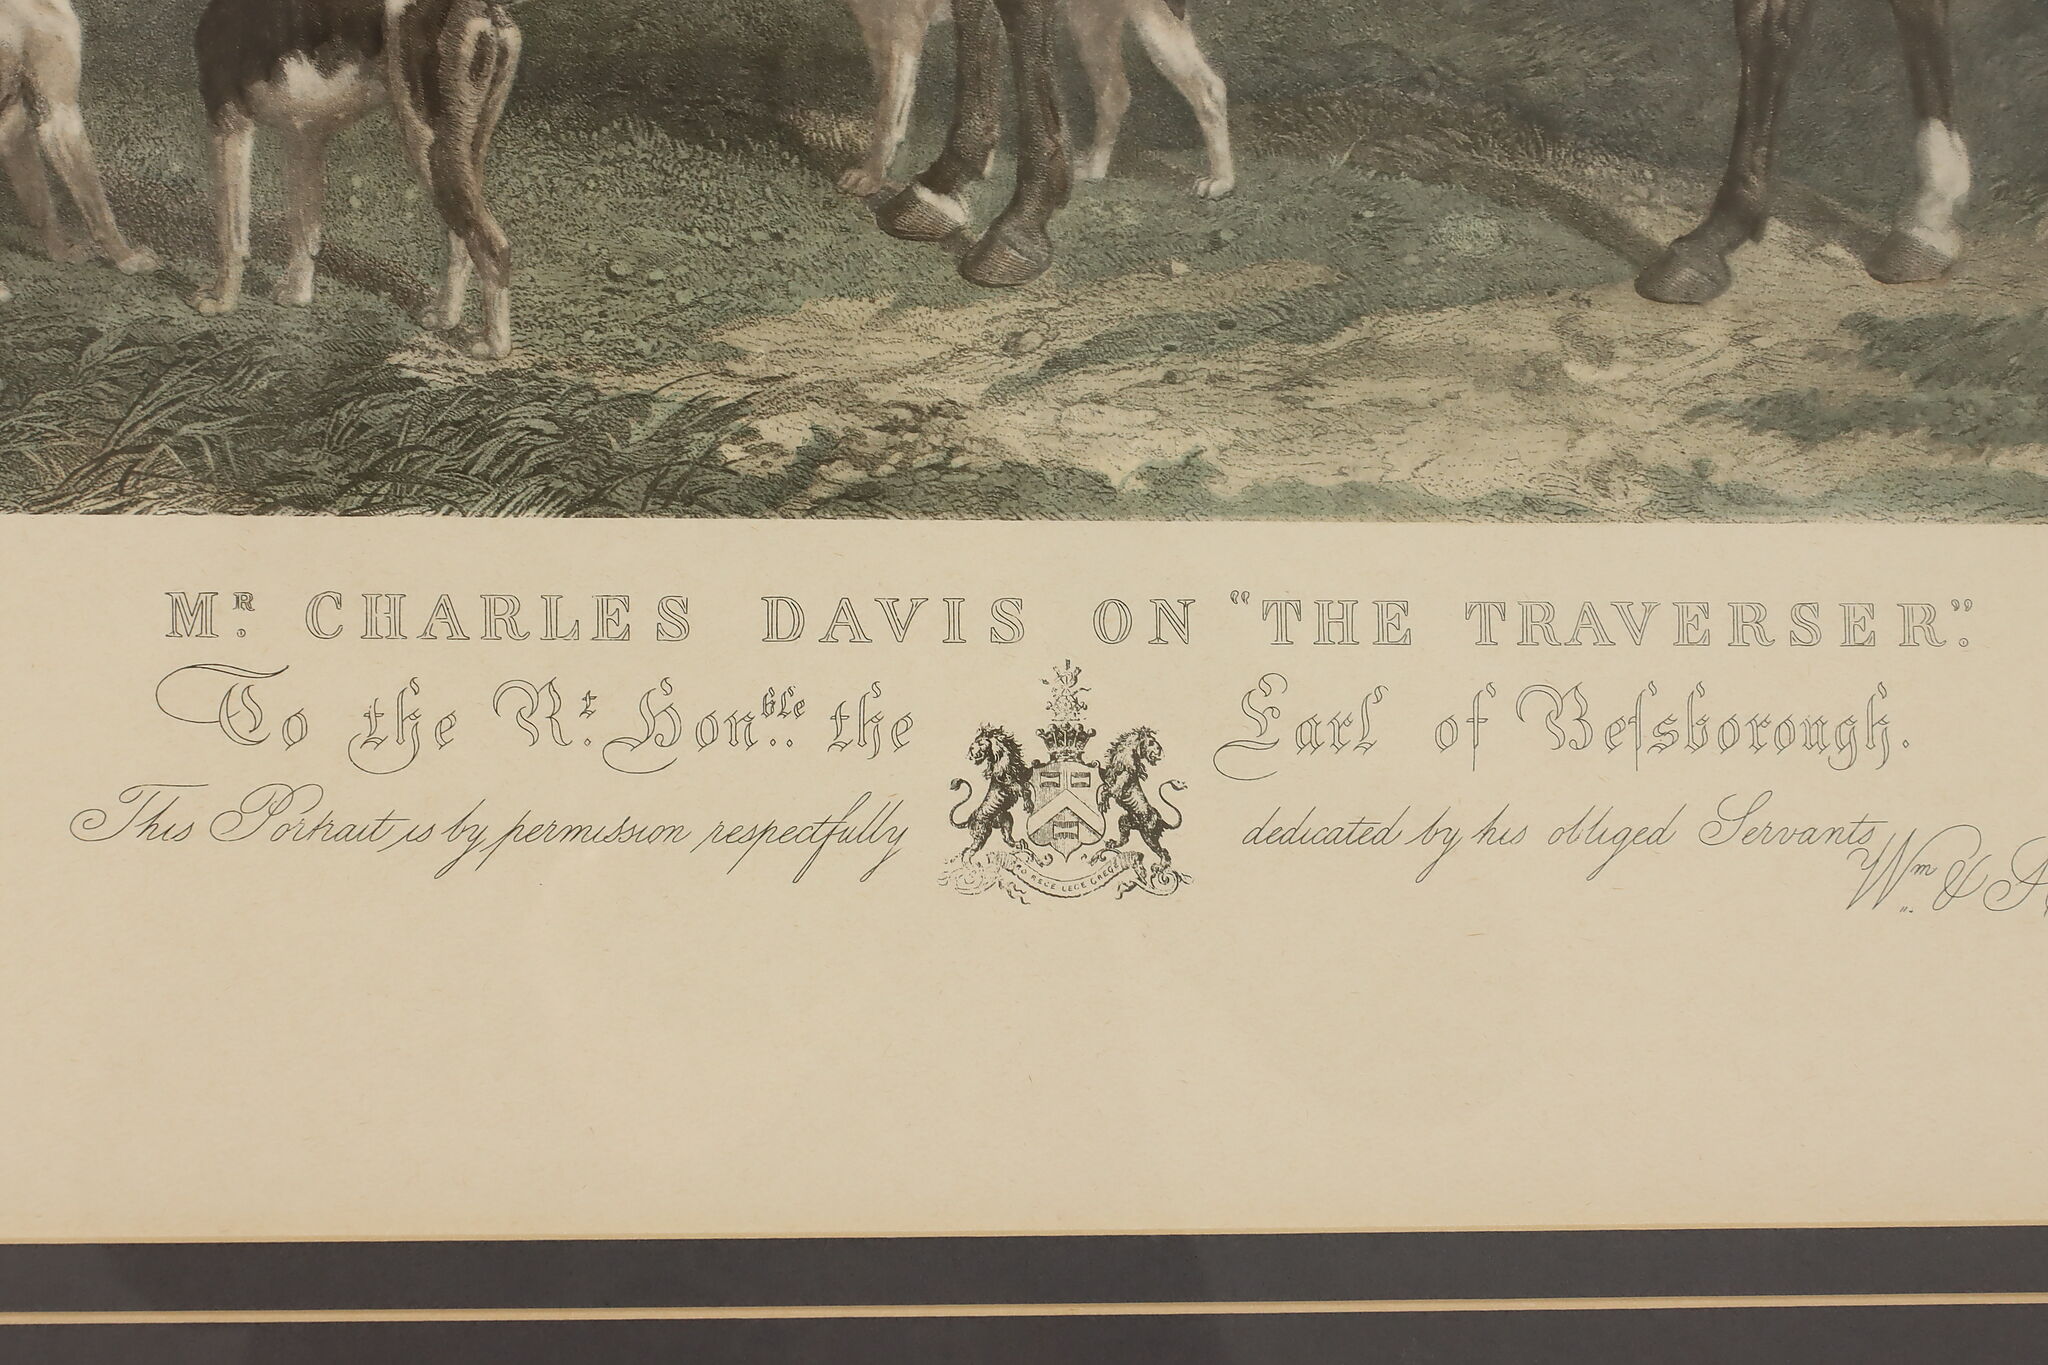 MR. CHARLES DAVIS ON "THE TRAVERSER".
To the Rt. Honble.. the Earl of Beſsborough.
This Portrait, is by permission respectfully dedicated by his obliged Servants
Wm &
PRO REGE LEGE GREGE